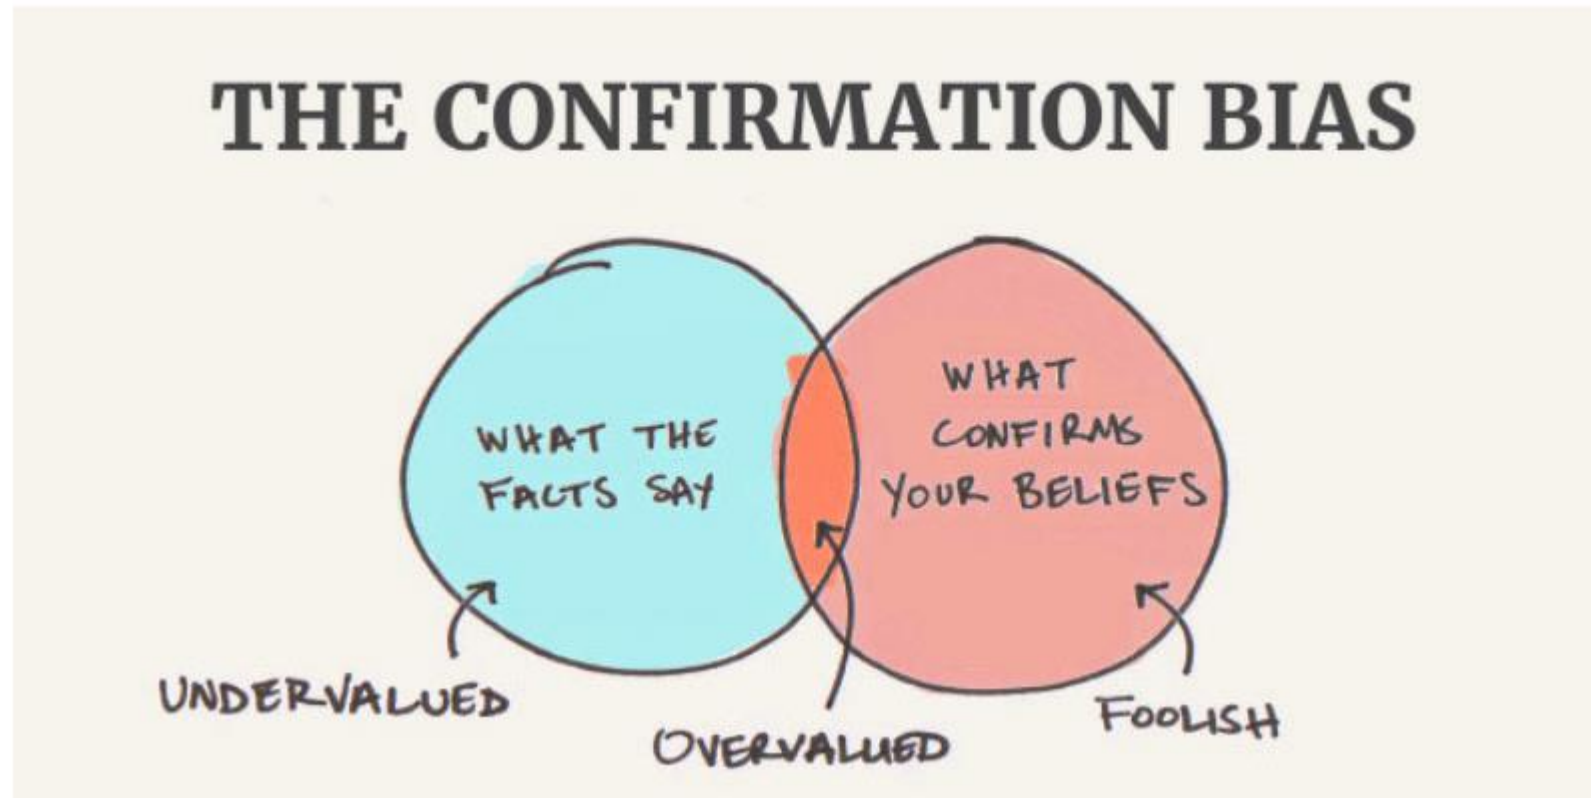 THE CONFIRMATION BIAS
WHAT THE
FACTS SAY
WHAT
CONFIRMS
YOUR BELIEFS
UNDERVALUED
OVERVALUED
FOOLISH